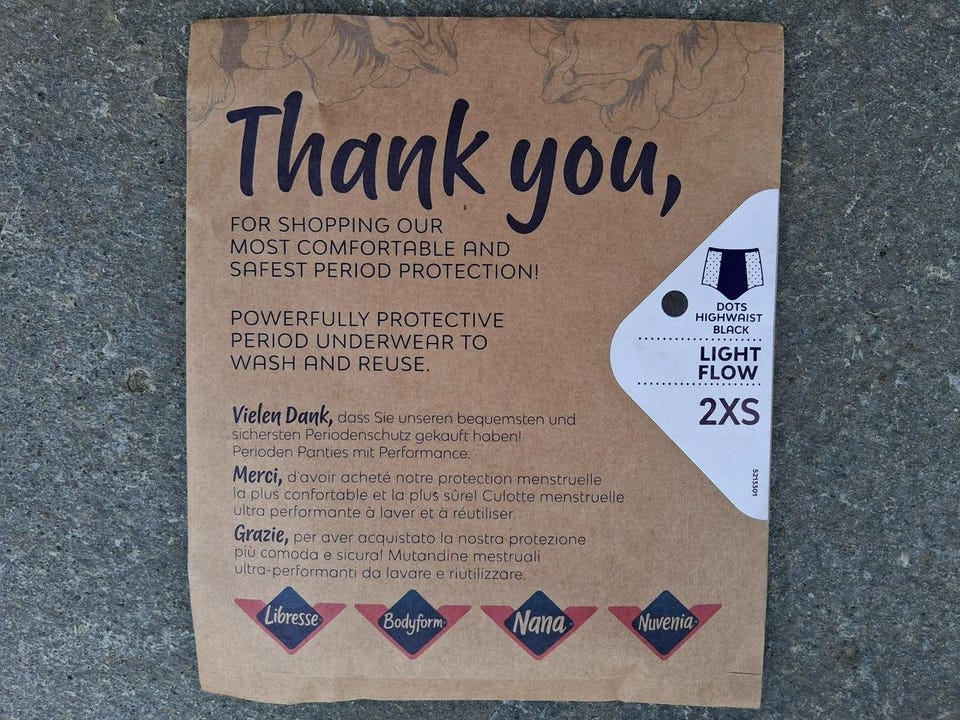 Thank you,
FOR SHOPPING OUR
MOST COMFORTABLE AND
SAFEST PERIOD PROTECTION!
POWERFULLY PROTECTIVE
PERIOD UNDERWEAR TO
WASH AND REUSE.
Vielen Dank, dass Sie unseren bequemsten und
sichersten Periodenschutz gekauft haben!
Perioden Panties mit Performance.
Merci, d'avoir acheté notre protection menstruelle
la plus confortable et la plus sûre! Culotte menstruelle
ultra performante à laver et à réutiliser.
Grazie, per aver acquistato la nostra protezione
più comoda e sicura! Mutandine mestruali
ultra-performanti da lavare e riutilizzare.
Libresse
Bodyform
Nana
Nuvenia
DOTS
HIGHWAIST
BLACK
LIGHT
FLOW
2XS
5213301